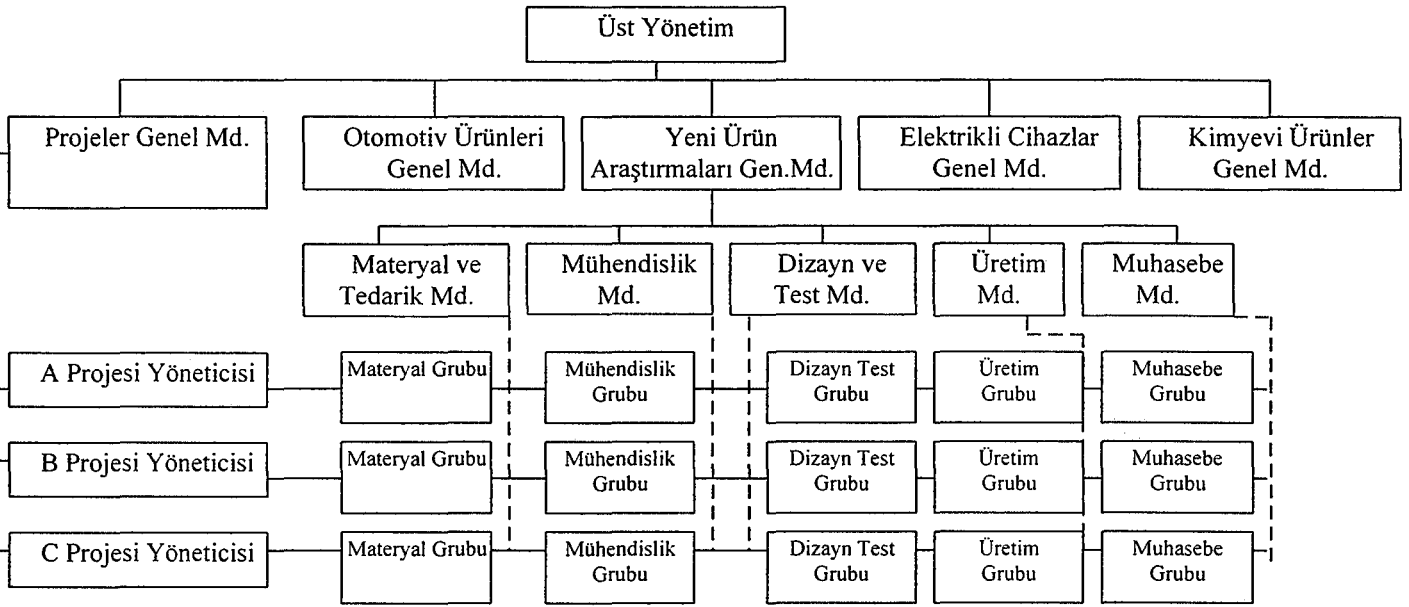 Üst Yönetim
Projeler Genel Md.
Otomotiv Ürünleri
Genel Md.
Yeni Ürün
Araştırmaları Gen.Md.
Elektrikli Cihazlar
Genel Md.
Kimyevi Ürünler
Genel Md.
Materyal ve
Tedarik Md.
Mühendislik
Md.
Dizayn ve
Test Md.
Üretim
Md.
Muhasebe
Md.
A Projesi Yöneticisi
Materyal Grubu
Mühendislik
Grubu
Dizayn Test
Grubu
Üretim
Grubu
Muhasebe
Grubu
B Projesi Yöneticisi
Materyal Grubu
Mühendislik
Grubu
Dizayn Test
Grubu
Üretim
Grubu
Muhasebe
Grubu
C Projesi Yöneticisi
Materyal Grubu
Mühendislik
Grubu
Dizayn Test
Grubu
Üretim
Grubu
Muhasebe
Grubu